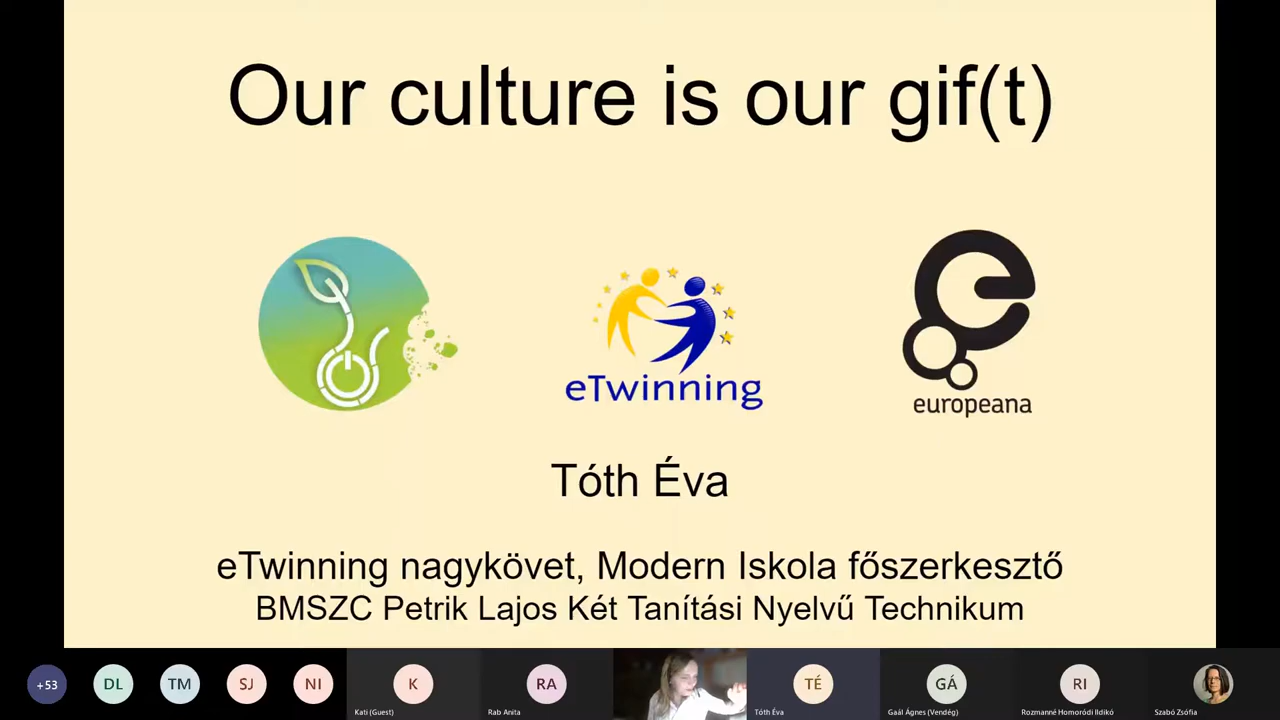 Our culture is our gif(t)
eTwinning
europeana
Tóth Éva
eTwinning nagykövet, Modern Iskola főszerkesztő
BMSZC Petrik Lajos Két Tanítási Nyelvű Technikum
+53
DL
TM
SJ
NI
K
RA
TÉ
GÁ
RI
Kati (Guest)
Rab Anita
Tóth Éva
Gaál Ágnes (Vendég)
Rozmanné Homoródi Ildikó
Szabó Zsófia